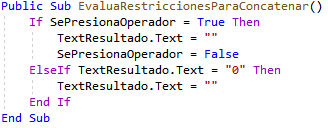 Public Sub EvaluaRestriccionesParaConcatenar()
If SePresionaOperador = True Then
TextResultado.Text = ""
SePresionaOperador = False
ElseIf TextResultado.Text = "0" Then
TextResultado.Text = ""
End If
End Sub